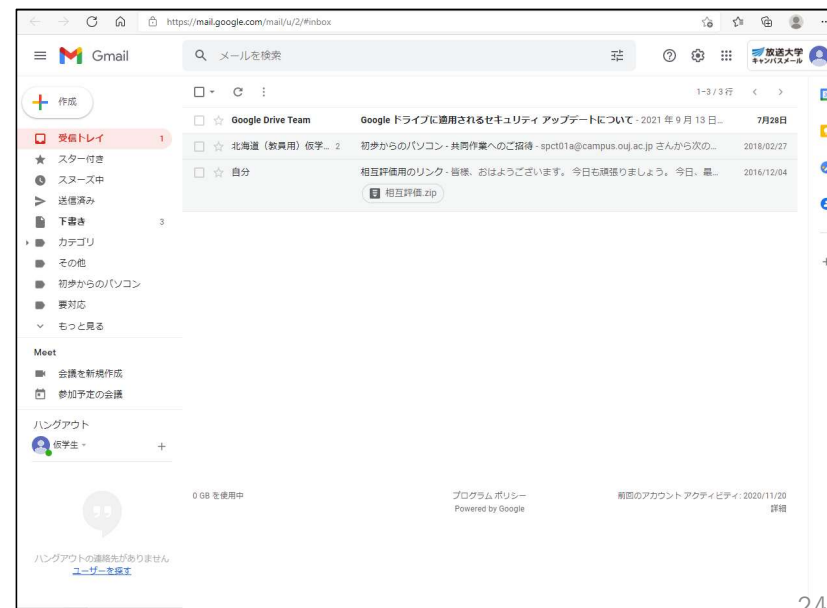 https://mail.google.com/mail/u/2/#inbox
Gmail
メールを検索
放送大学
キャンパスメール
作成
1-3 / 3 行
受信トレイ 1
スター付き
スヌーズ中
送信済み
下書き 3
カテゴリ
その他
初歩からのパソコン
要対応
もっと見る
Google Drive Team Google ドライブに適用されるセキュリティ アップデートについて - 2021 年 9 月 13 日... 7月28日
北海道（教員用）仮学... 2 初歩からのパソコン - 共同作業へのご招待 - spct01a@campus.ouj.ac.jp さんから次の... 2018/02/27
自分 相互評価用のリンク - 皆様、おはようございます。 今日も頑張りましょう。 今日、最... 2016/12/04
相互評価.zip
Meet
会議を新規作成
参加予定の会議
ハングアウト
仮学生
ハングアウトの連絡先がありません
ユーザーを探す
0 GB を使用中
プログラム ポリシー
Powered by Google
前回のアカウント アクティビティ: 2020/11/20
詳細
24